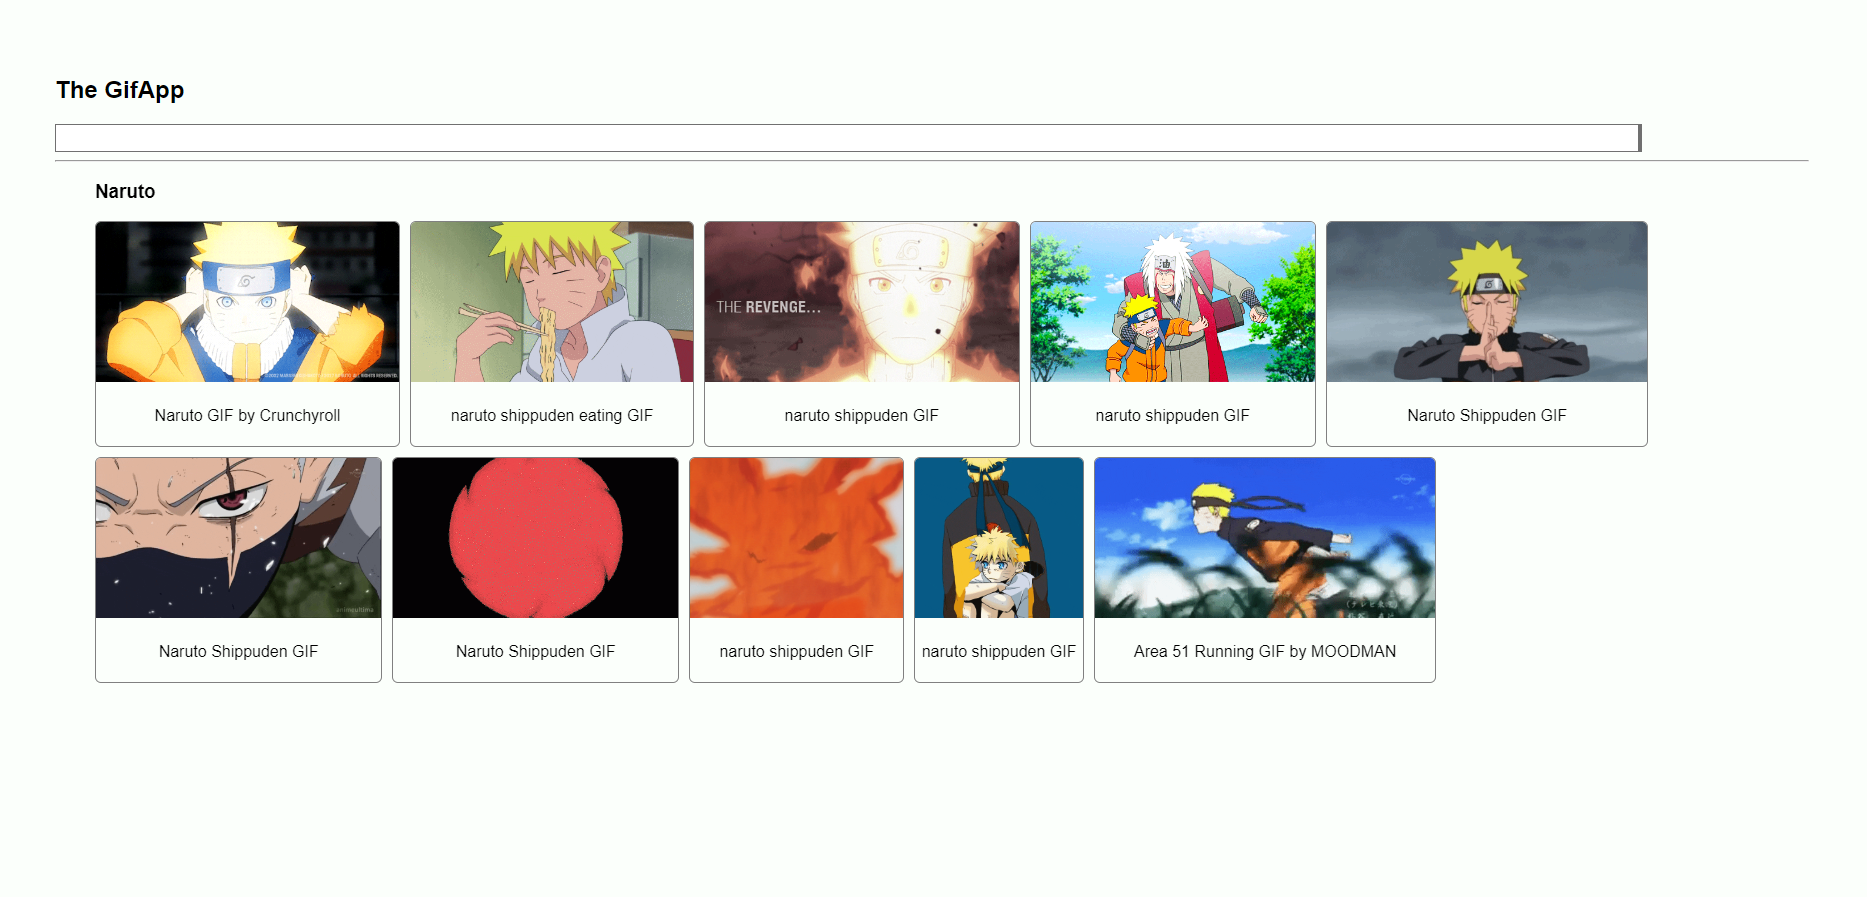 The GifApp
Naruto
THE REVENGE...
Naruto GIF by Crunchyroll
naruto shippuden eating GIF
naruto shippuden GIF
naruto shippuden GIF
Naruto Shippuden GIF
animeuhima
Naruto Shippuden GIF
Naruto Shippuden GIF
naruto shippuden GIF
naruto shippuden GIF
Area 51 Running GIF by MOODMAN